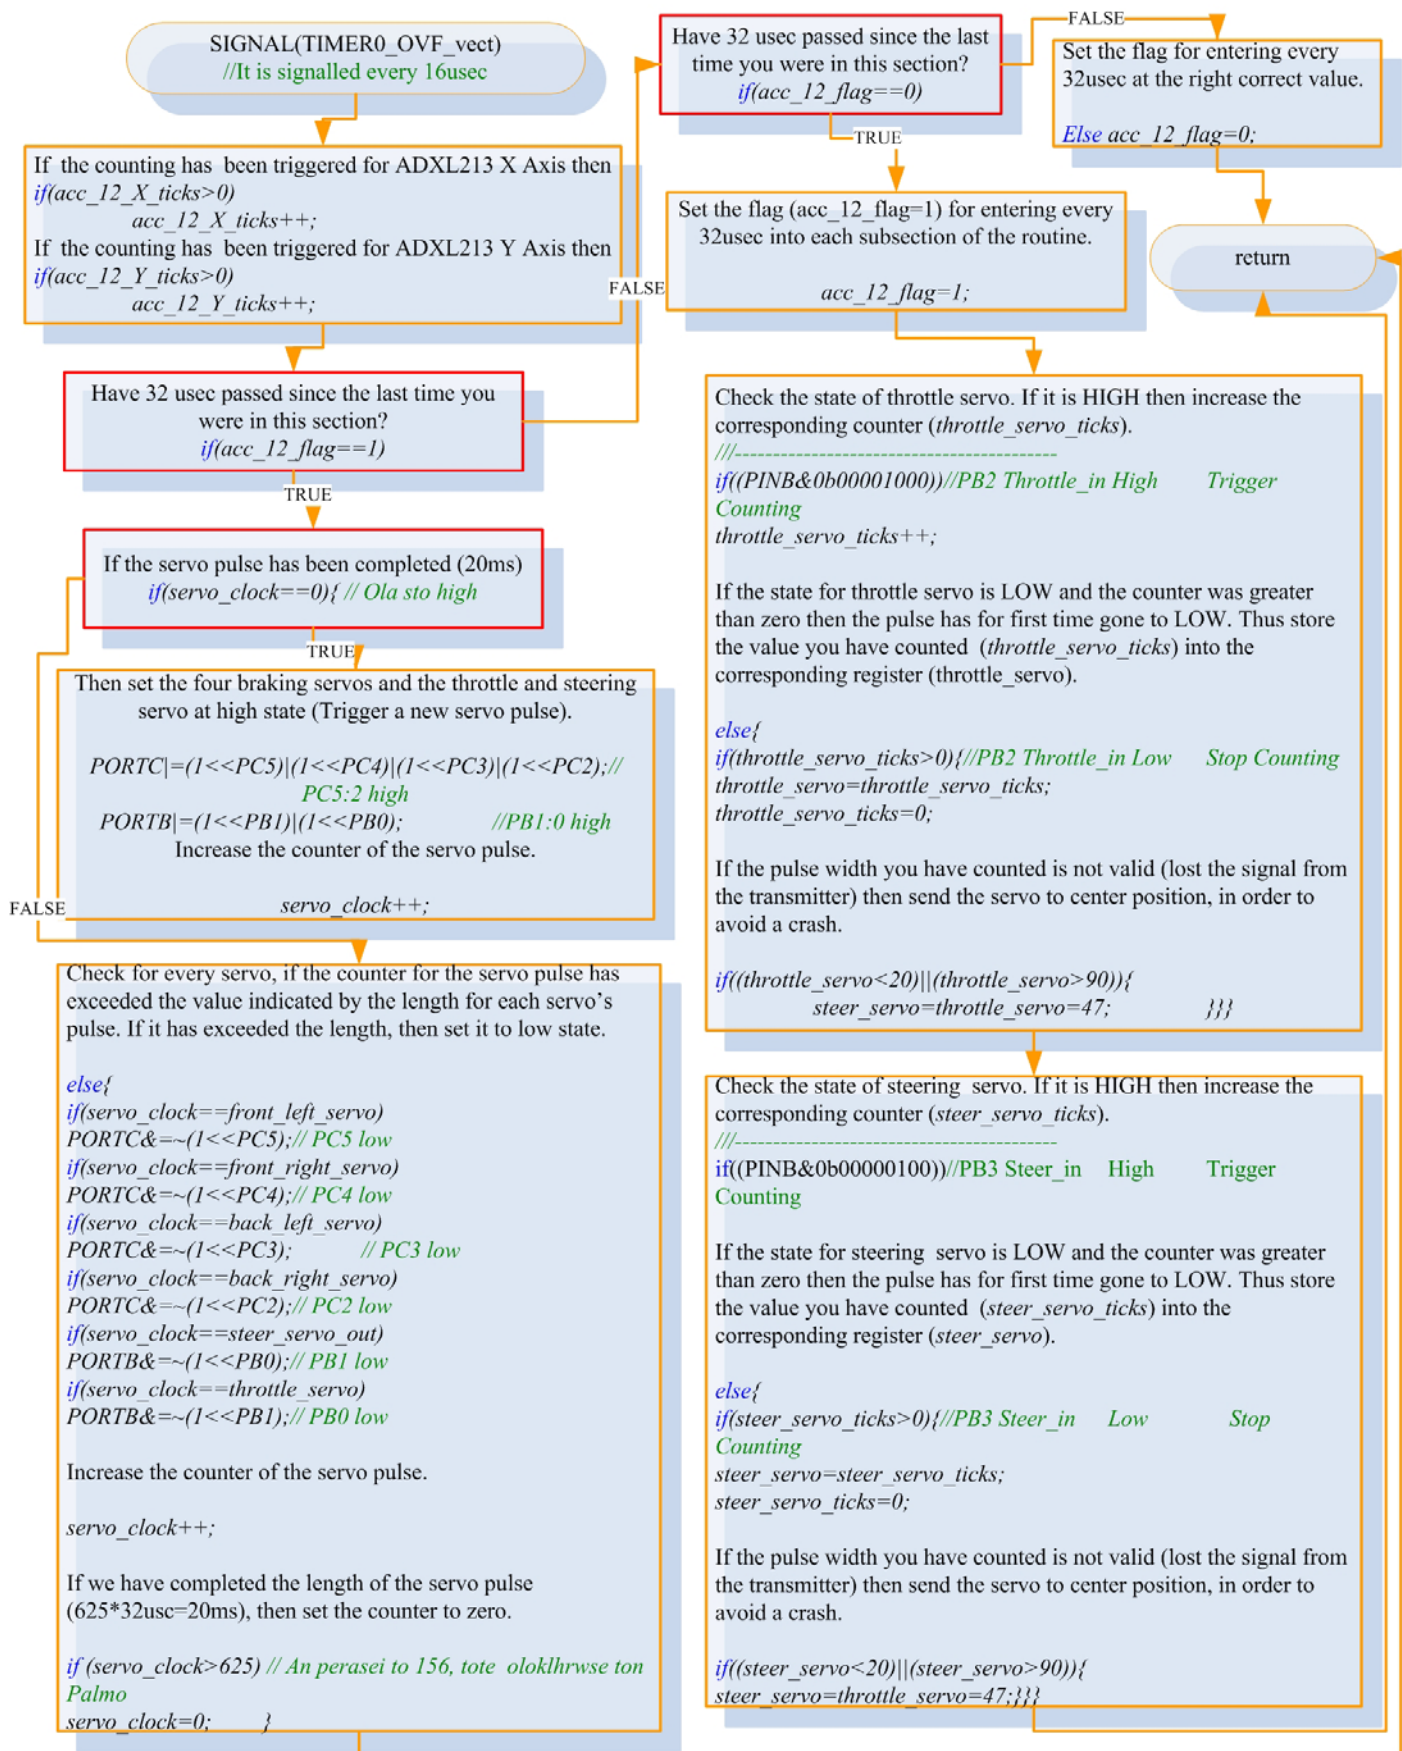 SIGNAL(TIMER0_OVF_vect)
//It is signalled every 16usec
If the counting has been triggered for ADXL213 X Axis then
if(acc_12_X_ticks>0)
acc_12_X_ticks++;
If the counting has been triggered for ADXL213 Y Axis then
if(acc_12_Y_ticks>0)
acc_12_Y_ticks++;
Have 32 usec passed since the last time you
were in this section?
if(acc_12_flag==1)
FALSE
TRUE
If the servo pulse has been completed (20ms)
if(servo_clock==0){ // Ola sto high
TRUE
Then set the four braking servos and the throttle and steering
servo at high state (Trigger a new servo pulse).
PORTC|=(1<<PC5)|(1<<PC4)|(1<<PC3)|(1<<PC2);//
PC5:2 high
PORTB|=(1<<PB1)|(1<<PB0); //PB1:0 high
Increase the counter of the servo pulse.
servo_clock++;
FALSE
Check for every servo, if the counter for the servo pulse has
exceeded the value indicated by the length for each servo's
pulse. If it has exceeded the length, then set it to low state.
else{
if(servo_clock==front_left_servo)
PORTC&=~(1<<PC5);// PC5 low
if(servo_clock==front_right_servo)
PORTC&=~(1<<PC4);// PC4 low
if(servo_clock==back_left_servo)
PORTC&=~(1<<PC3); // PC3 low
if(servo_clock==back_right_servo)
PORTC&=~(1<<PC2);// PC2 low
if(servo_clock==steer_servo_out)
PORTB&=~(1<<PB0);// PB1 low
if(servo_clock==throttle_servo)
PORTB&=~(1<<PB1);// PB0 low
Increase the counter of the servo pulse.
servo_clock++;
If we have completed the length of the servo pulse
(625*32usc=20ms), then set the counter to zero.
if (servo_clock>625) // An perasei to 156, tote oloklhrwse ton
Palmo
servo_clock=0; }
Have 32 usec passed since the last
time you were in this section?
if(acc_12_flag==0)
FALSE
Set the flag for entering every
32usec at the right correct value.
Else acc_12_flag=0;
TRUE
Set the flag (acc_12_flag=1) for entering every
32usec into each subsection of the routine.
acc_12_flag=1;
return
Check the state of throttle servo. If it is HIGH then increase the
corresponding counter (throttle_servo_ticks).
///------------------------------------------
if((PINB&0b00001000))//PB2 Throttle_in High Trigger
Counting
throttle_servo_ticks++;
If the state for throttle servo is LOW and the counter was greater
than zero then the pulse has for first time gone to LOW. Thus store
the value you have counted (throttle_servo_ticks) into the
corresponding register (throttle_servo).
else{
if(throttle_servo_ticks>0){//PB2 Throttle_in Low Stop Counting
throttle_servo=throttle_servo_ticks;
throttle_servo_ticks=0;
If the pulse width you have counted is not valid (lost the signal from
the transmitter) then send the servo to center position, in order to
avoid a crash.
if((throttle_servo<20)||(throttle_servo>90)){
steer_servo=throttle_servo=47; }}}
Check the state of steering servo. If it is HIGH then increase the
corresponding counter (steer_servo_ticks).
///------------------------------------------
if((PINB&0b00000100))//PB3 Steer_in High Trigger
Counting
If the state for steering servo is LOW and the counter was greater
than zero then the pulse has for first time gone to LOW. Thus store
the value you have counted (steer_servo_ticks) into the
corresponding register (steer_servo).
else{
if(steer_servo_ticks>0){//PB3 Steer_in Low Stop
Counting
steer_servo=steer_servo_ticks;
steer_servo_ticks=0;
If the pulse width you have counted is not valid (lost the signal from
the transmitter) then send the servo to center position, in order to
avoid a crash.
if((steer_servo<20)||(steer_servo>90)){
steer_servo=throttle_servo=47;}}}